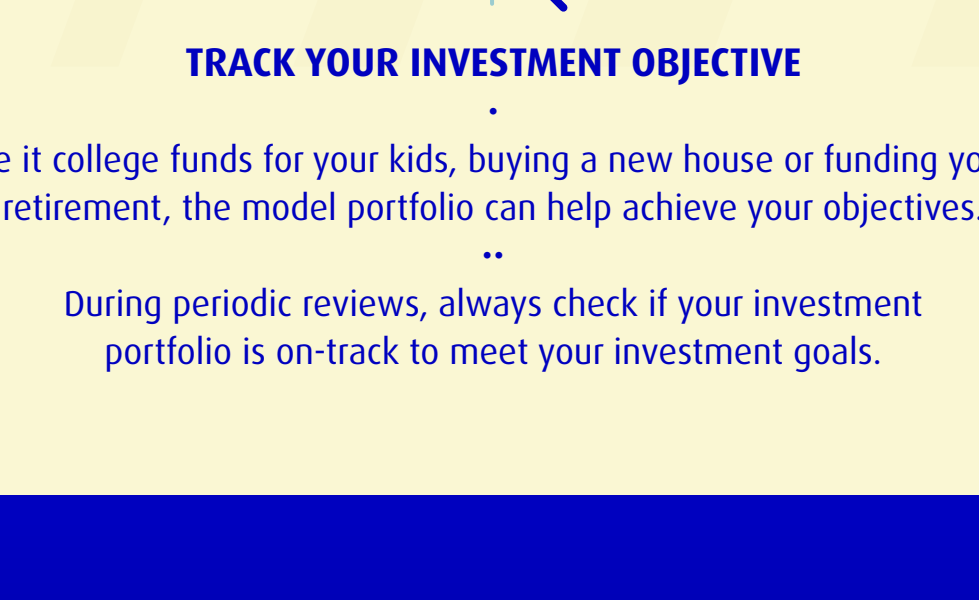 TRACK YOUR INVESTMENT OBJECTIVE
it college funds for your kids, buying a new house or funding
retirement, the model portfolio can help achieve your objectives.
During periodic reviews, always check if your investment
portfolio is on-track to meet your investment goals.